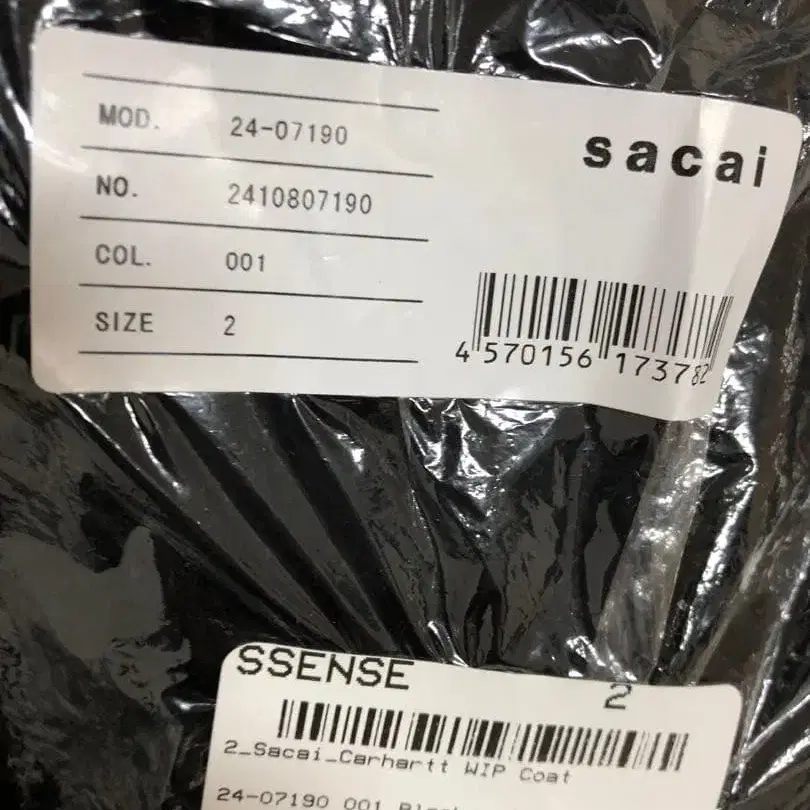 sacai
MOD. 24-07190
NO. 2410807190
COL. 001
SIZE 2
4 570156 173782
SSENSE 2
2_Sacai_Carhartt WIP Coat
24-07190 001